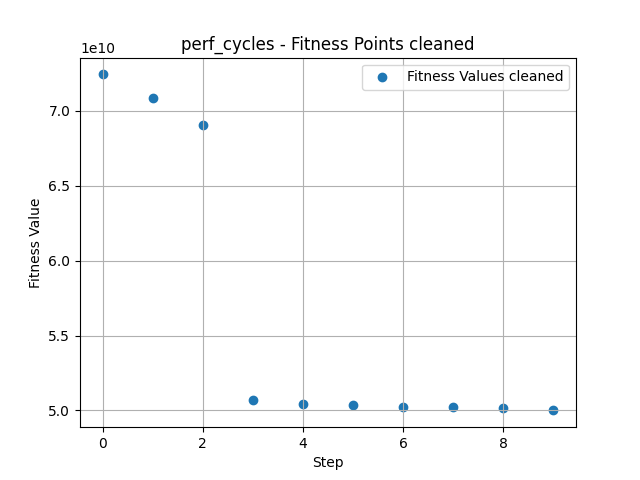 perf_cycles - Fitness Points cleaned
1e10
Fitness Values cleaned
7.0
6.5
6.0
5.5
5.0
Fitness Value
0 2 4 6 8
Step